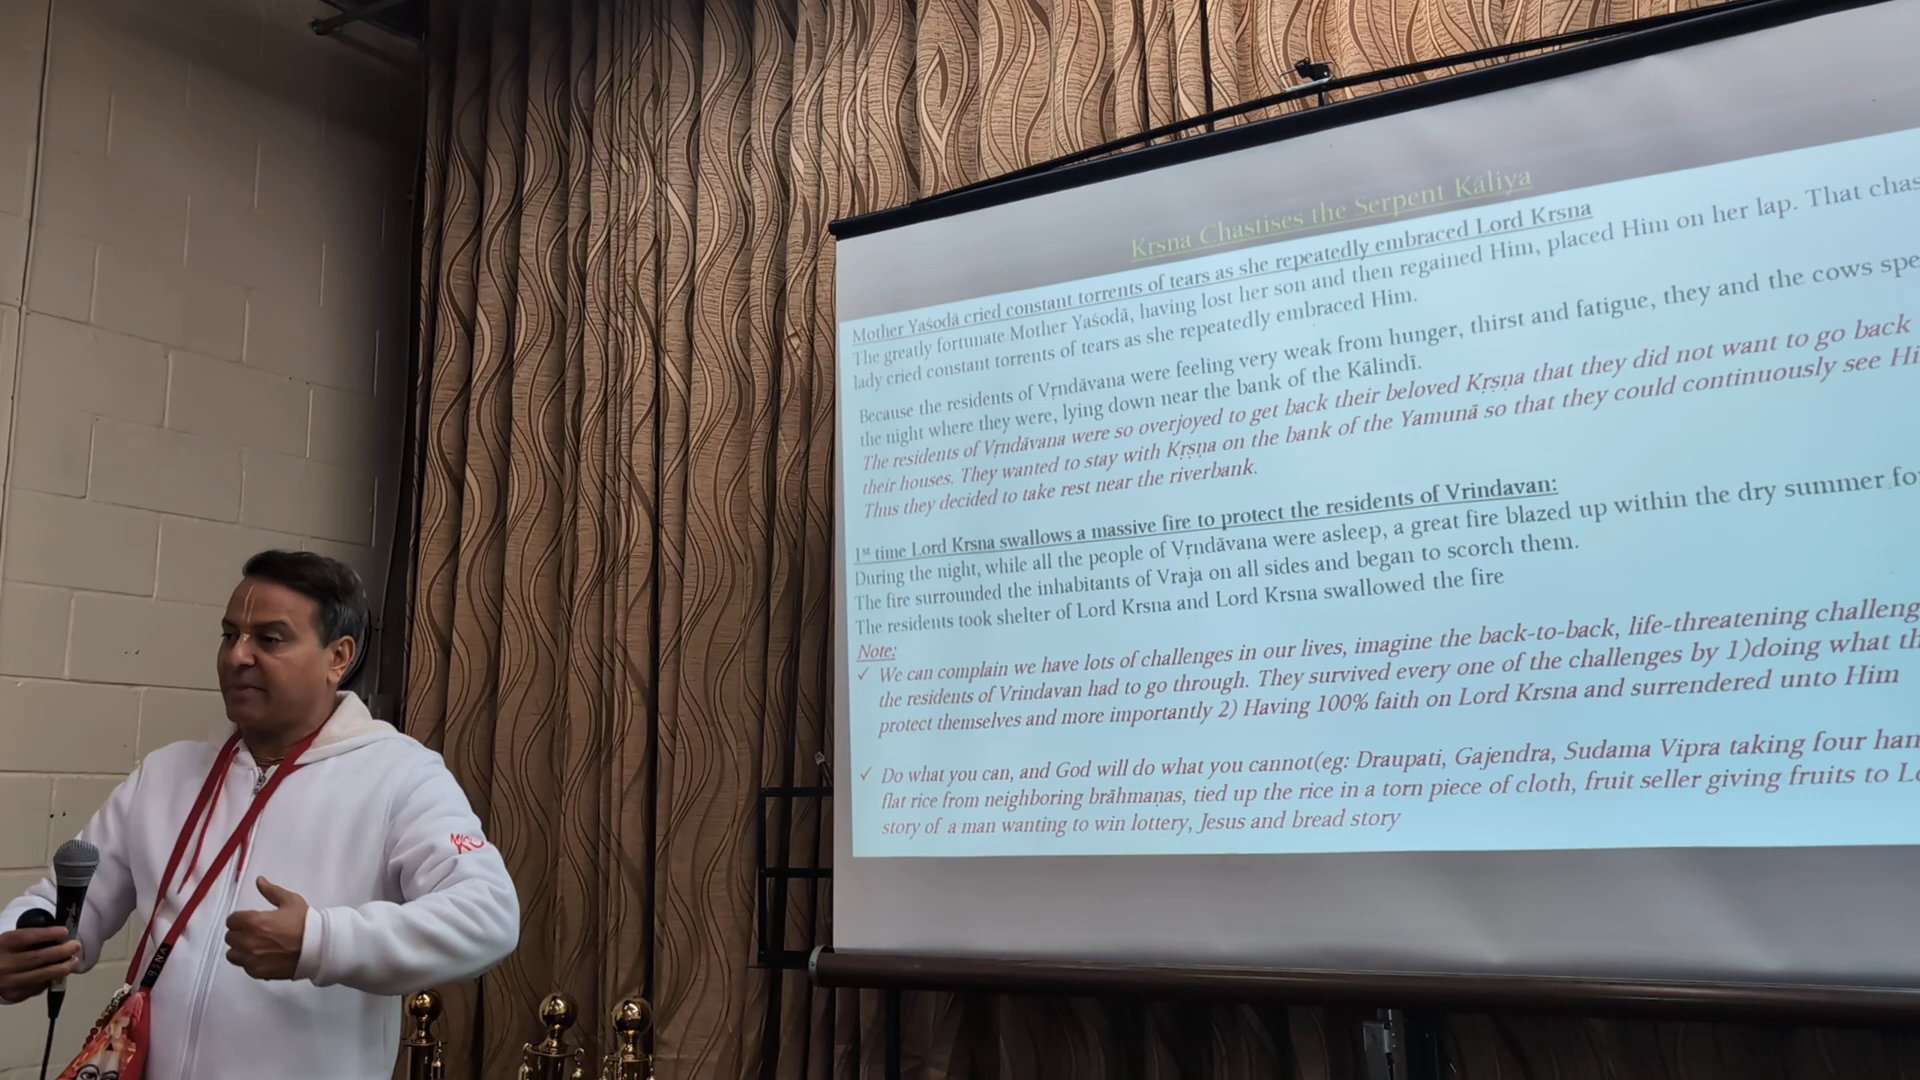 Krsna Chastises the Serpent Kāliya
Mother Yaśodā cried constant torrents of tears as she repeatedly embraced Lord Krsna
The greatly fortunate Mother Yaśodā, having lost her son and then regained Him, placed Him on her lap. That chas
lady cried constant torrents of tears as she repeatedly embraced Him.
Because the residents of Vṛndāvana were feeling very weak from hunger, thirst and fatigue, they and the cows spe
the night where they were, lying down near the bank of the Kālindī.
The residents of Vṛndāvana were so overjoyed to get back their beloved Kṛṣṇa that they did not want to go back
their houses. They wanted to stay with Kṛṣṇa on the bank of the Yamunā so that they could continuously see Hi
Thus they decided to take rest near the riverbank.
1st time Lord Krsna swallows a massive fire to protect the residents of Vrindavan:
During the night, while all the people of Vṛndāvana were asleep, a great fire blazed up within the dry summer fo
The fire surrounded the inhabitants of Vraja on all sides and began to scorch them.
The residents took shelter of Lord Krsna and Lord Krsna swallowed the fire
Note:
✓ We can complain we have lots of challenges in our lives, imagine the back-to-back, life-threatening challeng
the residents of Vrindavan had to go through. They survived every one of the challenges by 1)doing what th
protect themselves and more importantly 2) Having 100% faith on Lord Krsna and surrendered unto Him
✓ Do what you can, and God will do what you cannot(eg: Draupati, Gajendra, Sudama Vipra taking four han
flat rice from neighboring brāhmaṇas, tied up the rice in a torn piece of cloth, fruit seller giving fruits to Lo
story of a man wanting to win lottery, Jesus and bread story